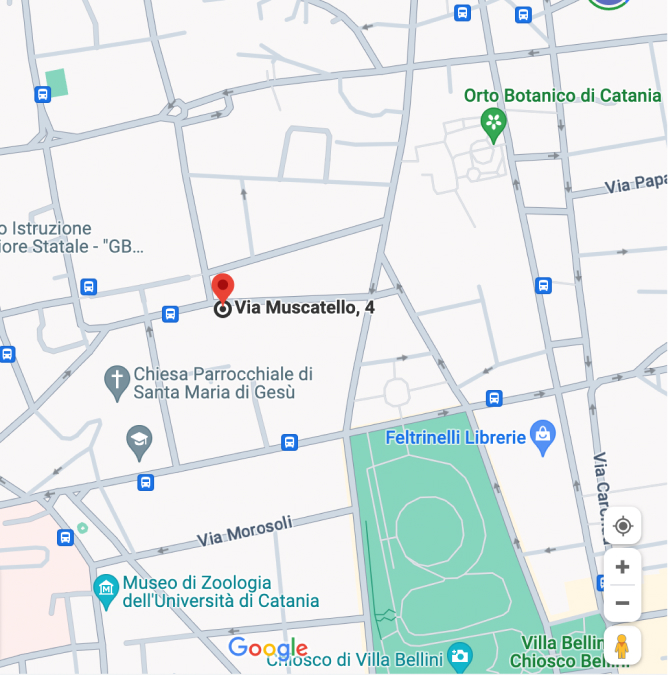 Orto Botanico di Catania
Via Papa
o Istruzione
iore Statale - "GB...
Via Muscatello, 4
Chiesa Parrocchiale di
Santa Maria di Gesù
Feltrinelli Librerie
Via Caron
Via Morosoli
Museo di Zoologia
dell'Università di Catania
Google
Villa Bellin
Chiosco di Villa Bellini
Chiosco Bellini